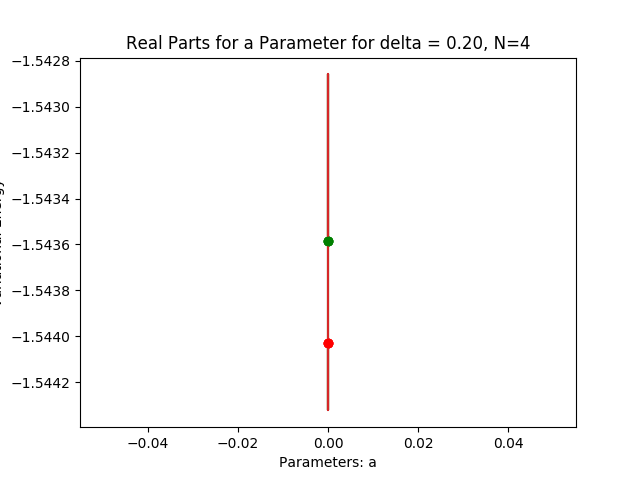 Real Parts for a Parameter for delta = 0.20, N=4
−1.5428
−1.5430
−1.5432
−1.5434
−1.5436
−1.5438
−1.5440
−1.5442
−0.04 −0.02 0.00 0.02 0.04
Parameters: a